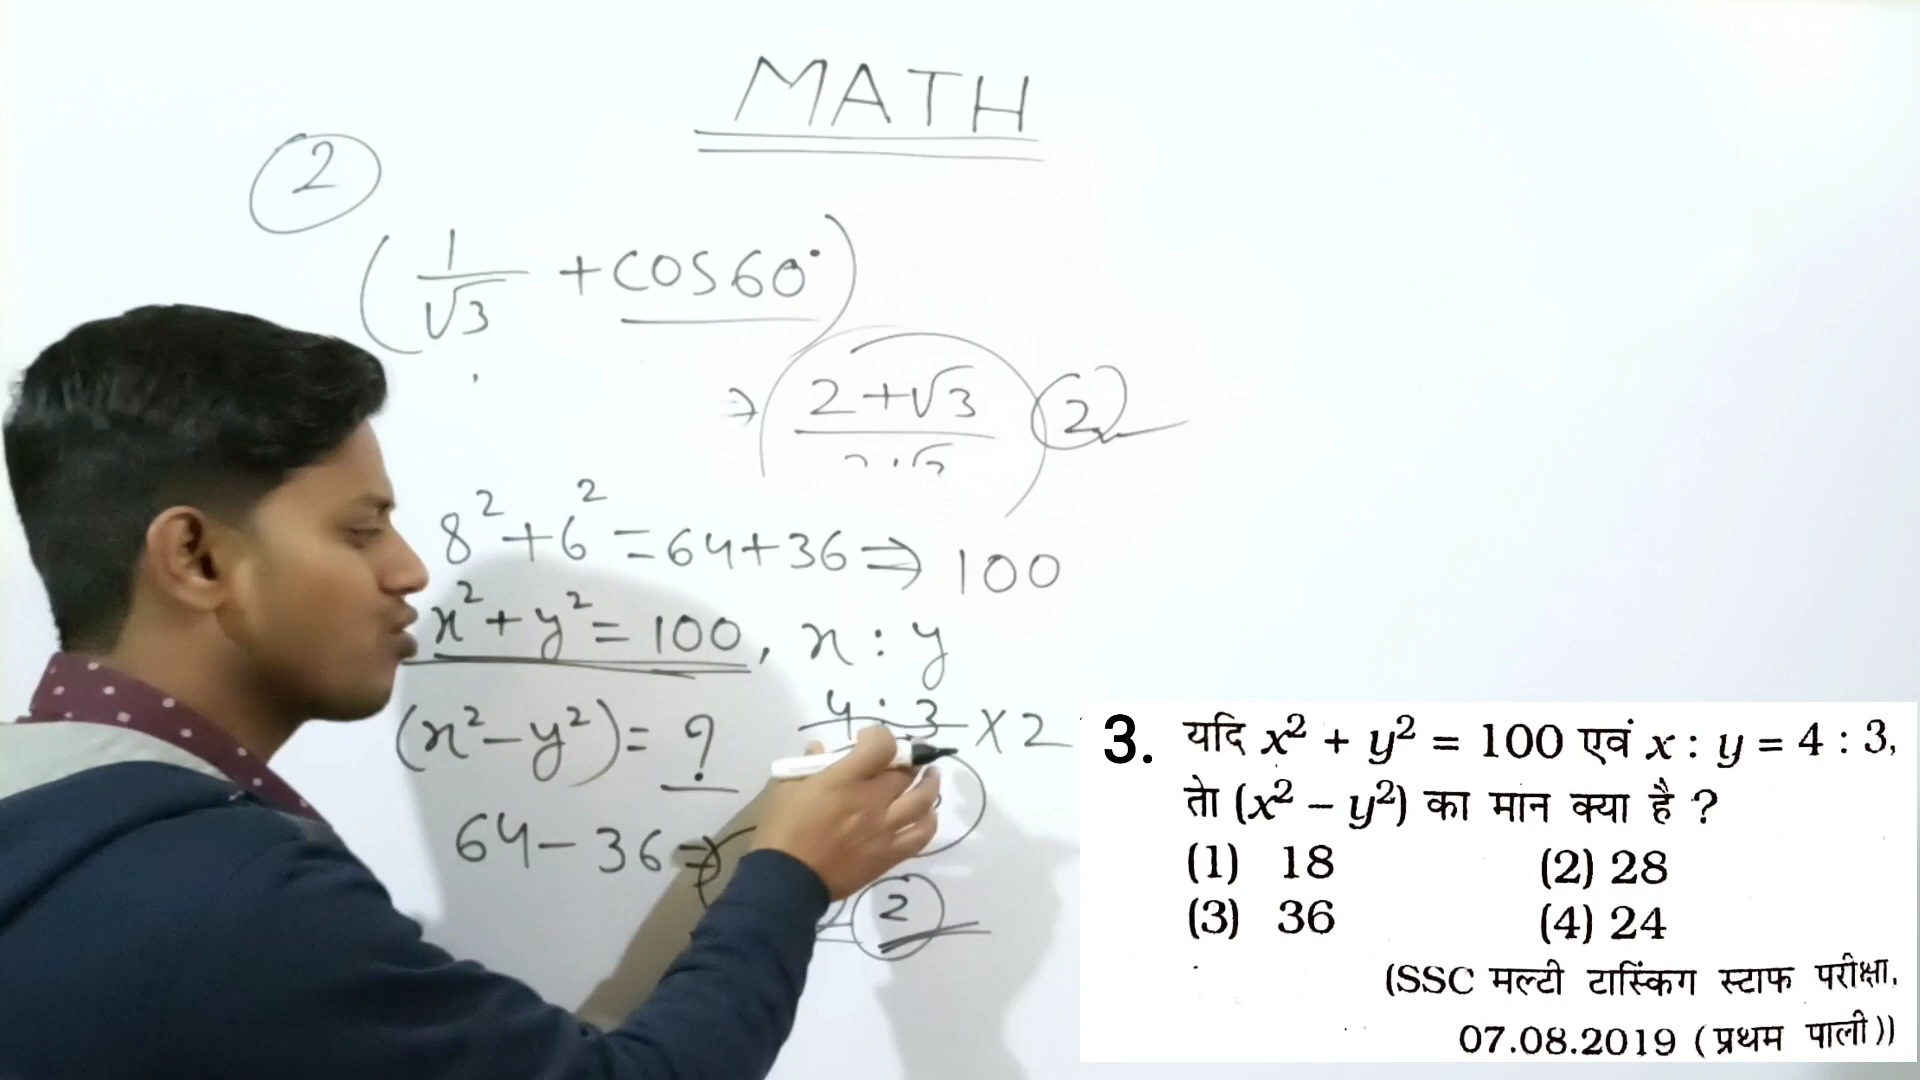 MATH
2
(1/√3 + cos60°)
⇒ 2+√3 2
8² + 6² = 64+36 ⇒ 100
x² + y² = 100, x : y
4 : 3 × 2
(x² – y²) = ?
64 – 36 ⇒
2
3. यदि x² + y² = 100 एवं x : y = 4 : 3,
तो (x² – y²) का मान क्या है ?
(1) 18 (2) 28
(3) 36 (4) 24
(SSC मल्टी टास्किंग स्टाफ परीक्षा,
07.08.2019 (प्रथम पाली))